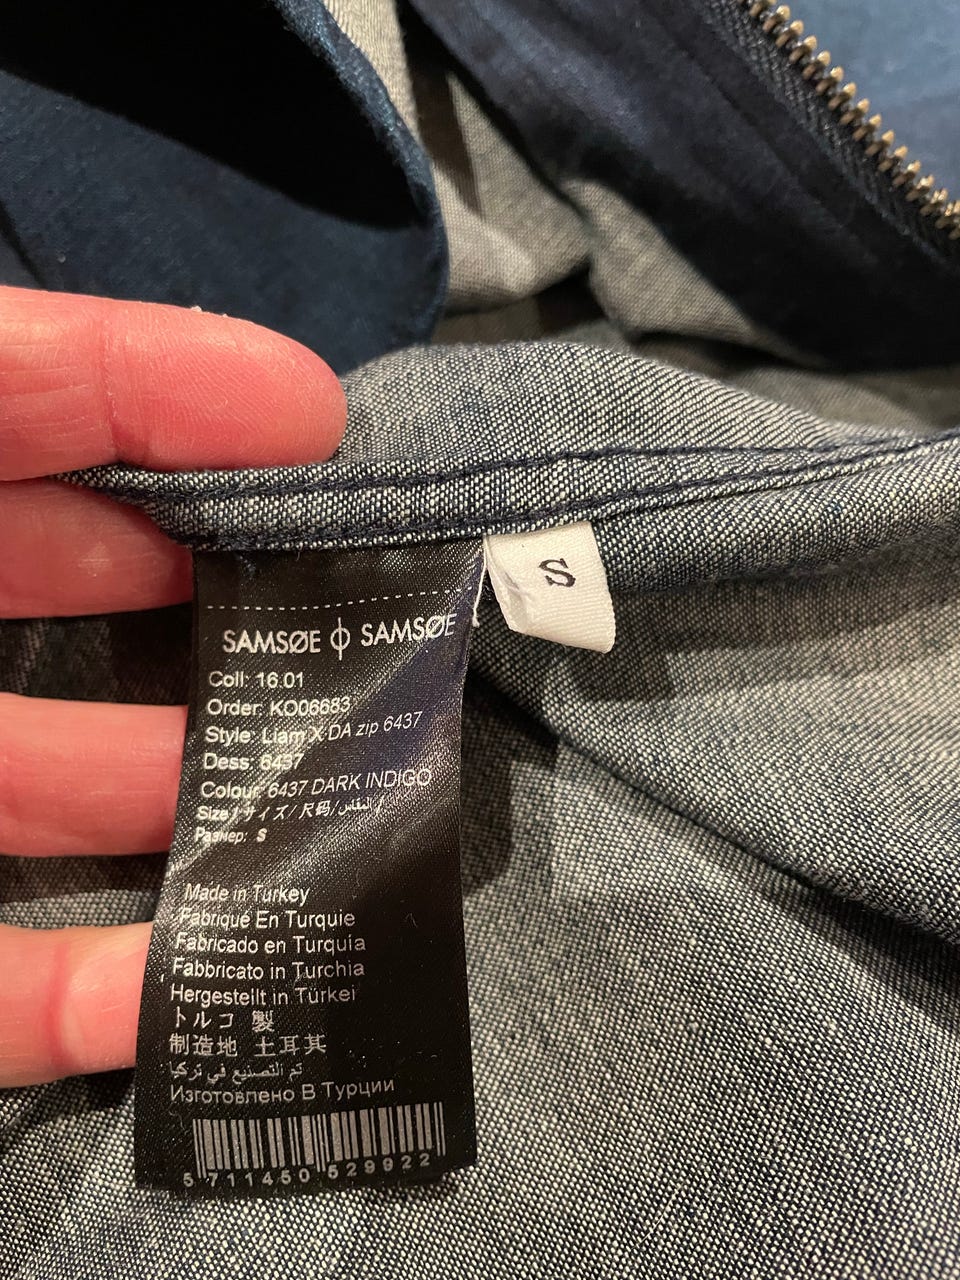 S
SAMSØE ϕ SAMSØE
Coll: 16.01
Order: KO06683
Style: Liam X DA zip 6437
Dess: 6437
Colour: 6437 DARK INDIGO
Size/サイズ/尺码/المقاس/
Размер: S
Made in Turkey
Fabriqué En Turquie
Fabricado en Turquía
Fabbricato in Turchia
Hergestellt in Türkei
トルコ 製
制造地 土耳其
تم التصنيع في تركيا
Изготовлено В Турции
5 711450 529922